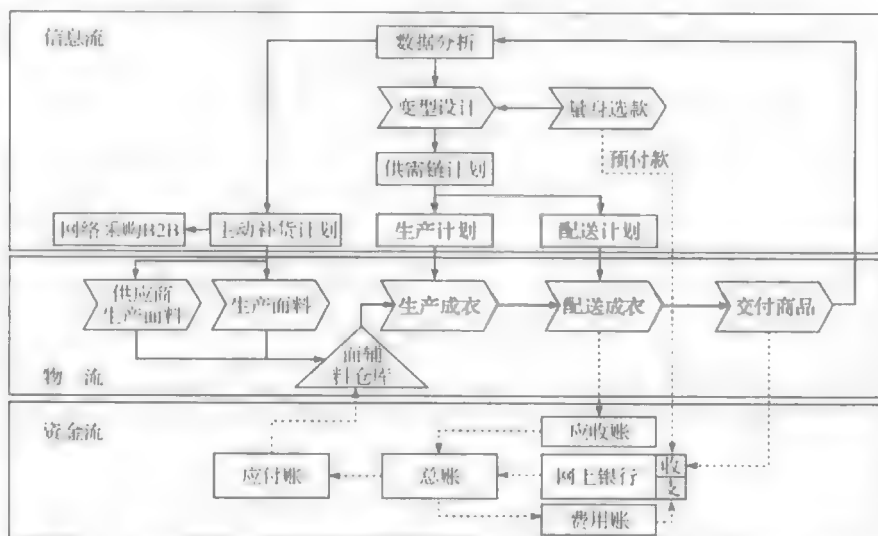 信息流
数据分析
变型设计
量身选款
预付款
供需链计划
网络采购B2B
主动补货计划
生产计划
配送计划
供应商
生产面料
生产面料
生产成衣
配送成衣
交付商品
面辅
料仓库
物 流
资金流
应收账
应付账
总账
网上银行
收
支
费用账